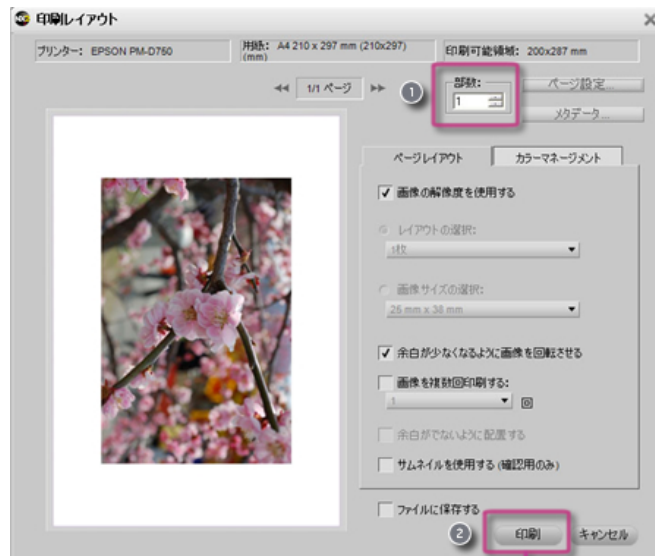 NX2 印刷レイアウト
プリンター: EPSON PM-D750
用紙: A4 210 x 297 mm (210x297)
(mm)
印刷可能領域: 200x287 mm
1/1 ページ
1
部数:
1
ページ設定...
メタデータ...
ページレイアウト
カラーマネージメント
画像の解像度を使用する
レイアウトの選択:
1枚
画像サイズの選択:
25 mm x 38 mm
余白が少なくなるように画像を回転させる
画像を複数回印刷する:
1
回
余白がでないように配置する
サムネイルを使用する (確認用のみ)
ファイルに保存する
2
印刷
キャンセル